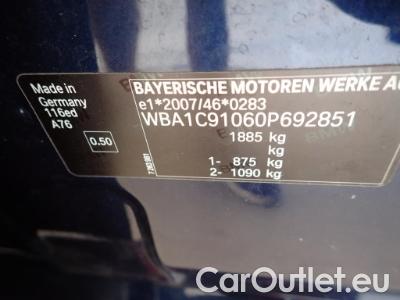 Made in
Germany
116ed
A76
0.50
BAYERISCHE MOTOREN WERKE AG
e1*2007/46*0283
WBA1C91060P692851
1885 kg
kg
1- 875 kg
2- 1090 kg
CarOutlet.eu